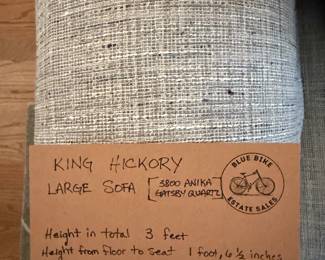 KING HICKORY
LARGE SOFA [3800 ANIKA GATSBY QUARTZ]
BLUE BIKE
ESTATE SALES
Height in total 3 feet
Height from floor to seat 1 foot, 6 ½ inches